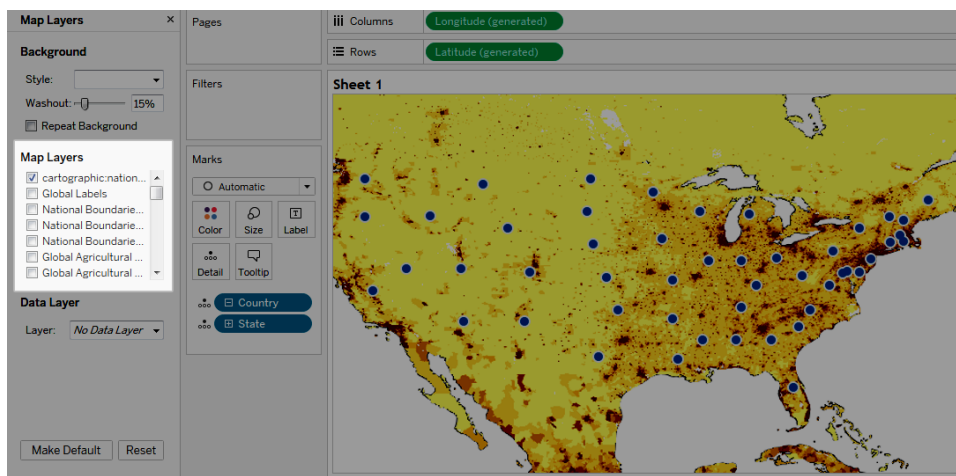 Map Layers ×
Background
Style:
Washout: 15%
Repeat Background
Map Layers
cartographic:nation...
Global Labels
National Boundarie...
National Boundarie...
National Boundarie...
Global Agricultural ...
Global Agricultural ...
Data Layer
Layer: No Data Layer
Make Default Reset
Pages
Filters
Marks
Automatic
Color Size Label
Detail Tooltip
Country
State
Columns Longitude (generated)
Rows Latitude (generated)
Sheet 1